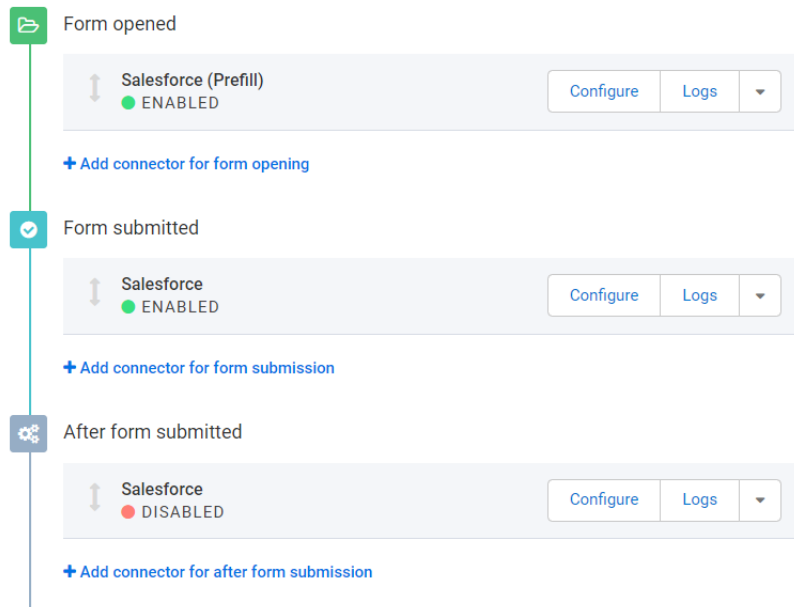 Form opened
Salesforce (Prefill)
ENABLED
Configure
Logs
Add connector for form opening
Form submitted
Salesforce
ENABLED
Configure
Logs
Add connector for form submission
After form submitted
Salesforce
DISABLED
Configure
Logs
Add connector for after form submission